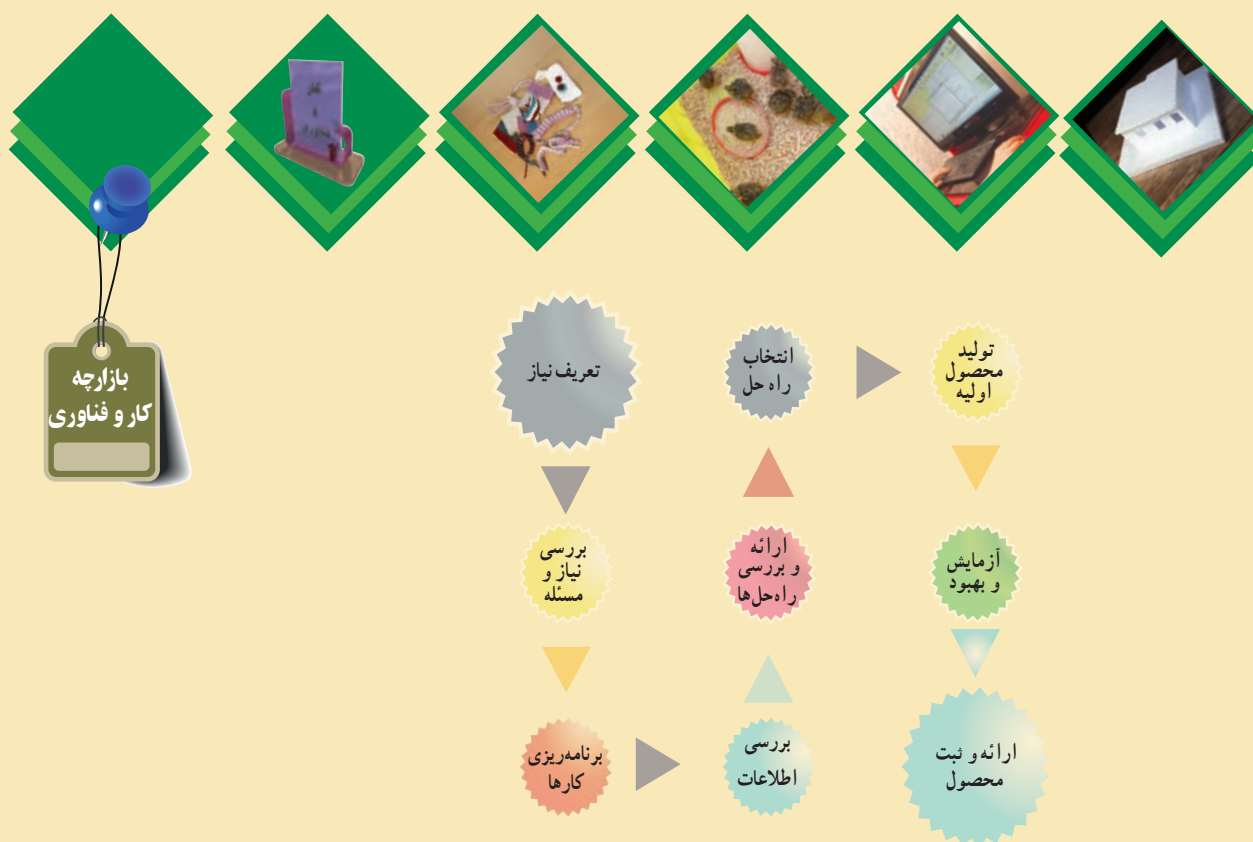 بازارچه
کار و فناوری
تعریف نیاز
بررسی
نیاز و
مسئله
برنامه‌ریزی
کارها
بررسی
اطلاعات
ارائه
و بررسی
راه‌حل‌ها
انتخاب
راه حل
تولید
محصول
اولیه
آزمایش
و بهبود
ارائه و ثبت
محصول